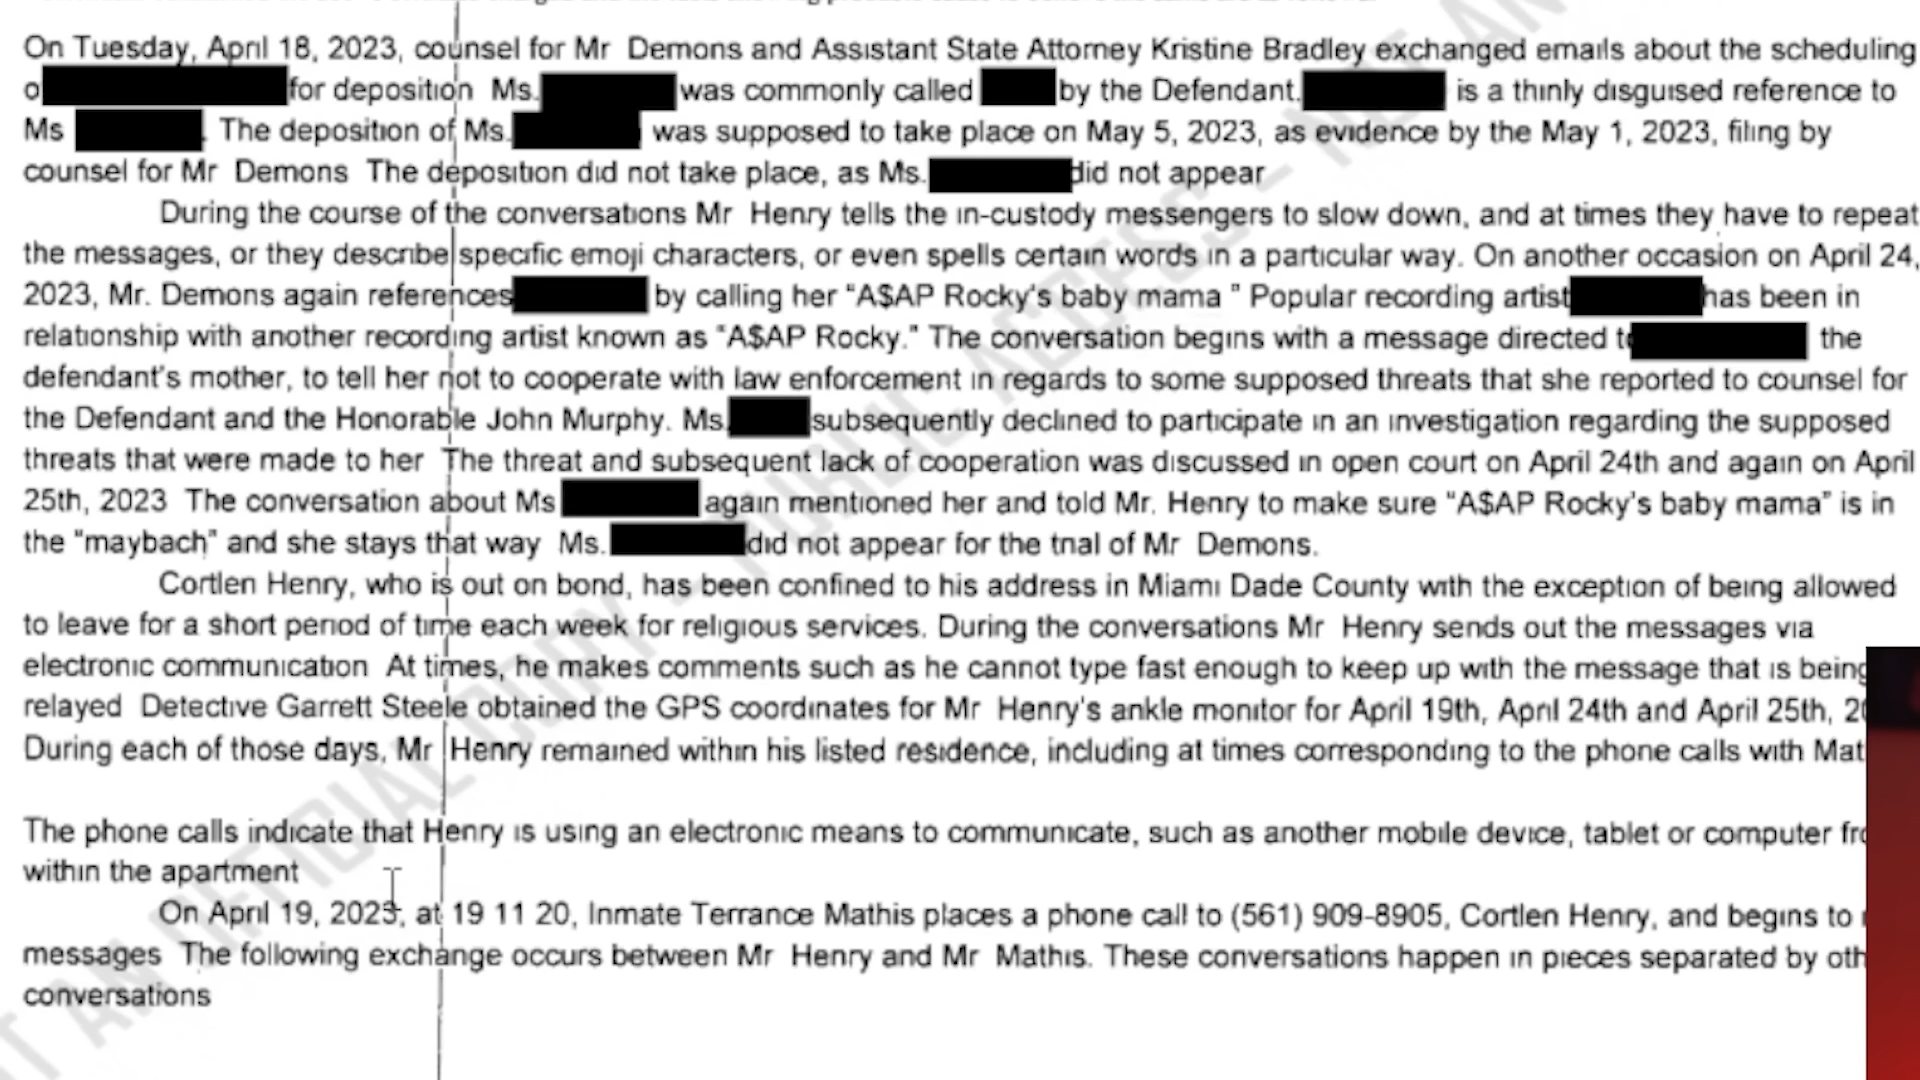 On Tuesday, April 18, 2023, counsel for Mr Demons and Assistant State Attorney Kristine Bradley exchanged emails about the scheduling
o for deposition Ms. was commonly called by the Defendant. is a thinly disguised reference to
Ms . The deposition of Ms. was supposed to take place on May 5, 2023, as evidence by the May 1, 2023, filing by
counsel for Mr Demons The deposition did not take place, as Ms. did not appear
During the course of the conversations Mr Henry tells the in-custody messengers to slow down, and at times they have to repeat
the messages, or they describe specific emoji characters, or even spells certain words in a particular way. On another occasion on April 24,
2023, Mr. Demons again references by calling her "A$AP Rocky's baby mama " Popular recording artist has been in
relationship with another recording artist known as "A$AP Rocky." The conversation begins with a message directed to the
defendant's mother, to tell her not to cooperate with law enforcement in regards to some supposed threats that she reported to counsel for
the Defendant and the Honorable John Murphy. Ms. subsequently declined to participate in an investigation regarding the supposed
threats that were made to her The threat and subsequent lack of cooperation was discussed in open court on April 24th and again on April
25th, 2023 The conversation about Ms again mentioned her and told Mr. Henry to make sure "A$AP Rocky's baby mama" is in
the "maybach" and she stays that way Ms. did not appear for the trial of Mr Demons.
Cortlen Henry, who is out on bond, has been confined to his address in Miami Dade County with the exception of being allowed
to leave for a short period of time each week for religious services. During the conversations Mr Henry sends out the messages via
electronic communication At times, he makes comments such as he cannot type fast enough to keep up with the message that is being
relayed Detective Garrett Steele obtained the GPS coordinates for Mr Henry's ankle monitor for April 19th, April 24th and April 25th, 20
During each of those days, Mr Henry remained within his listed residence, including at times corresponding to the phone calls with Mat
The phone calls indicate that Henry is using an electronic means to communicate, such as another mobile device, tablet or computer fro
within the apartment
On April 19, 2023, at 19 11 20, Inmate Terrance Mathis places a phone call to (561) 909-8905, Cortlen Henry, and begins to
messages The following exchange occurs between Mr Henry and Mr Mathis. These conversations happen in pieces separated by oth
conversations